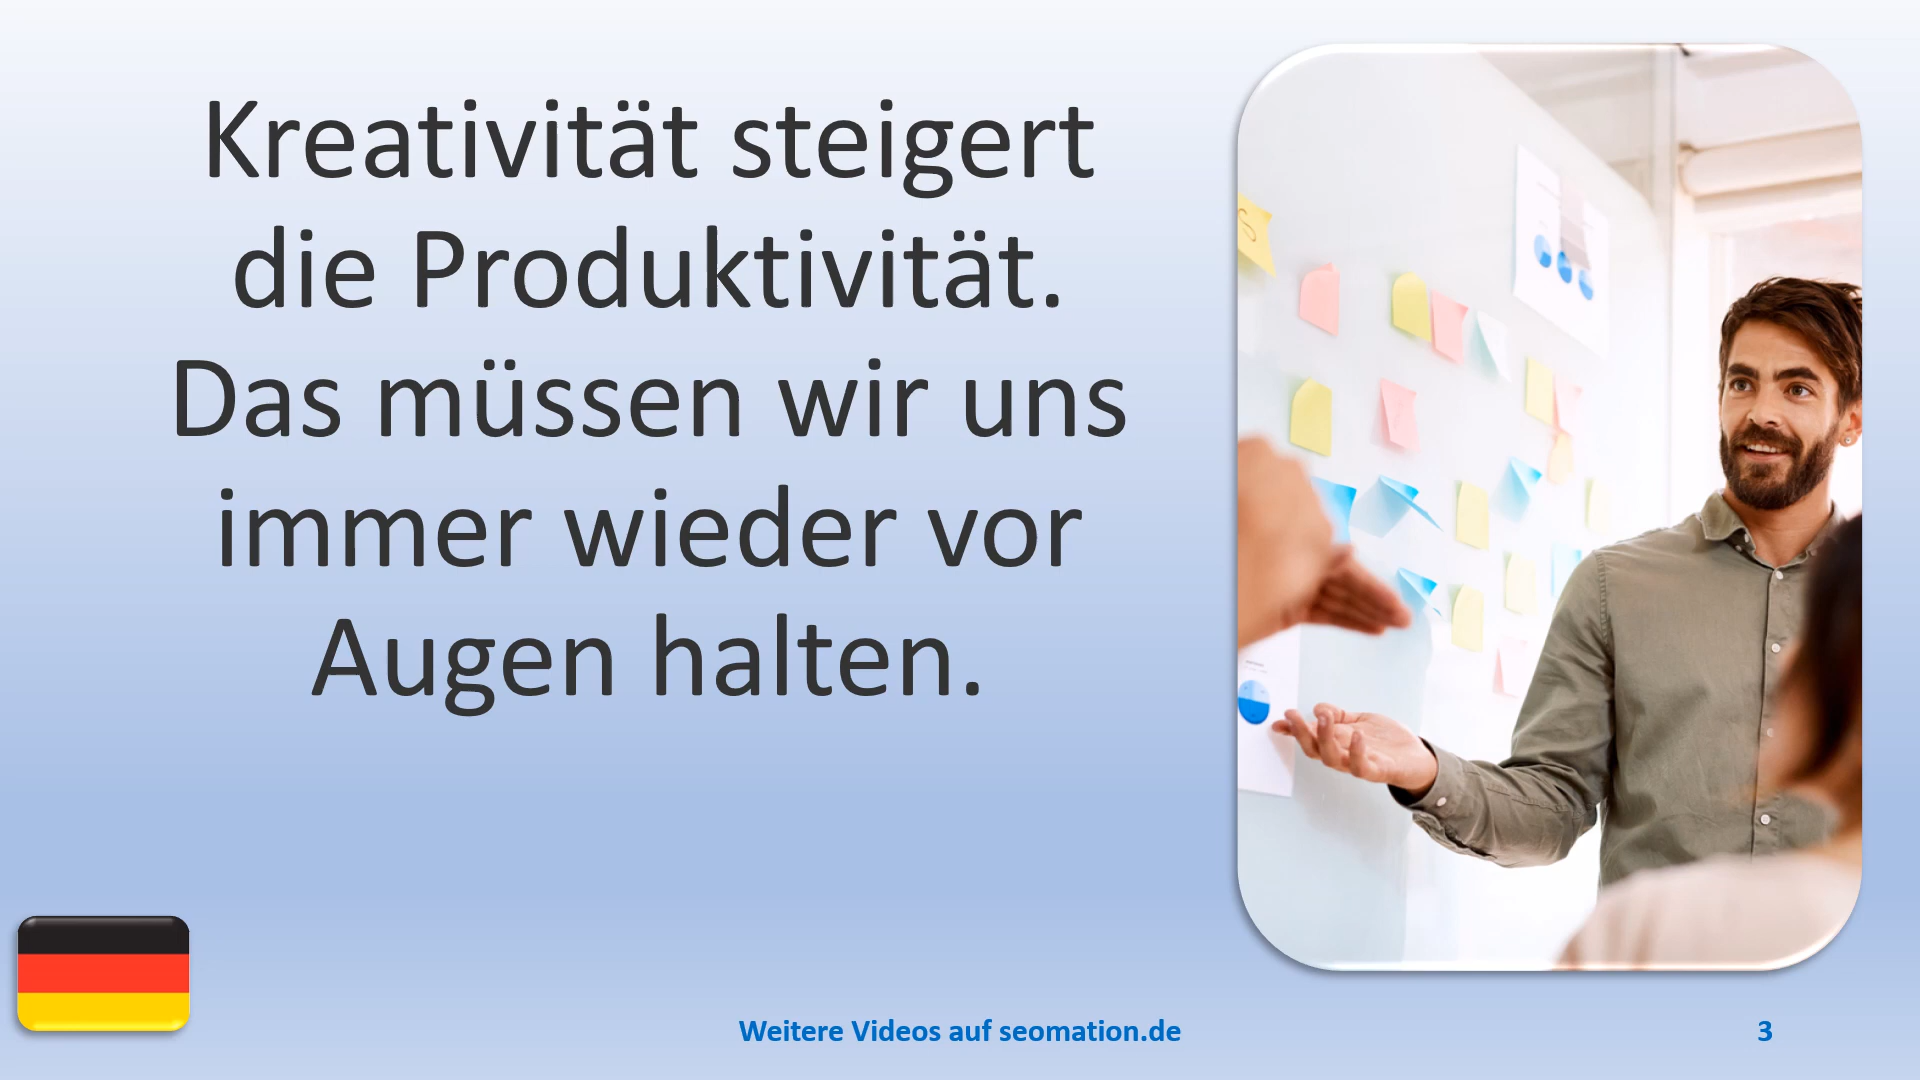 Kreativität steigert
die Produktivität.
Das müssen wir uns
immer wieder vor
Augen halten.
Weitere Videos auf seomation.de
3